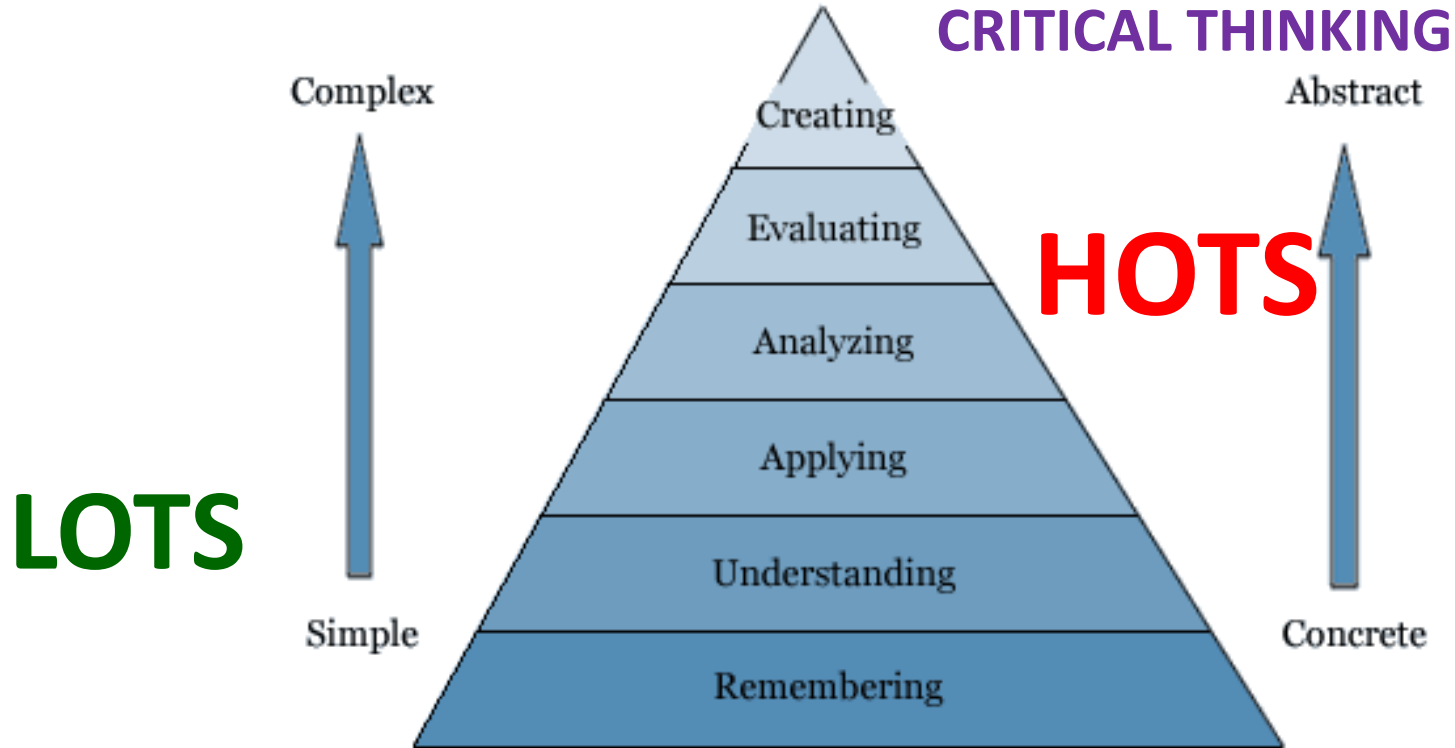 CRITICAL THINKING
Complex
Abstract
Creating
Evaluating
HOTS
Analyzing
Applying
LOTS
Understanding
Simple
Concrete
Remembering